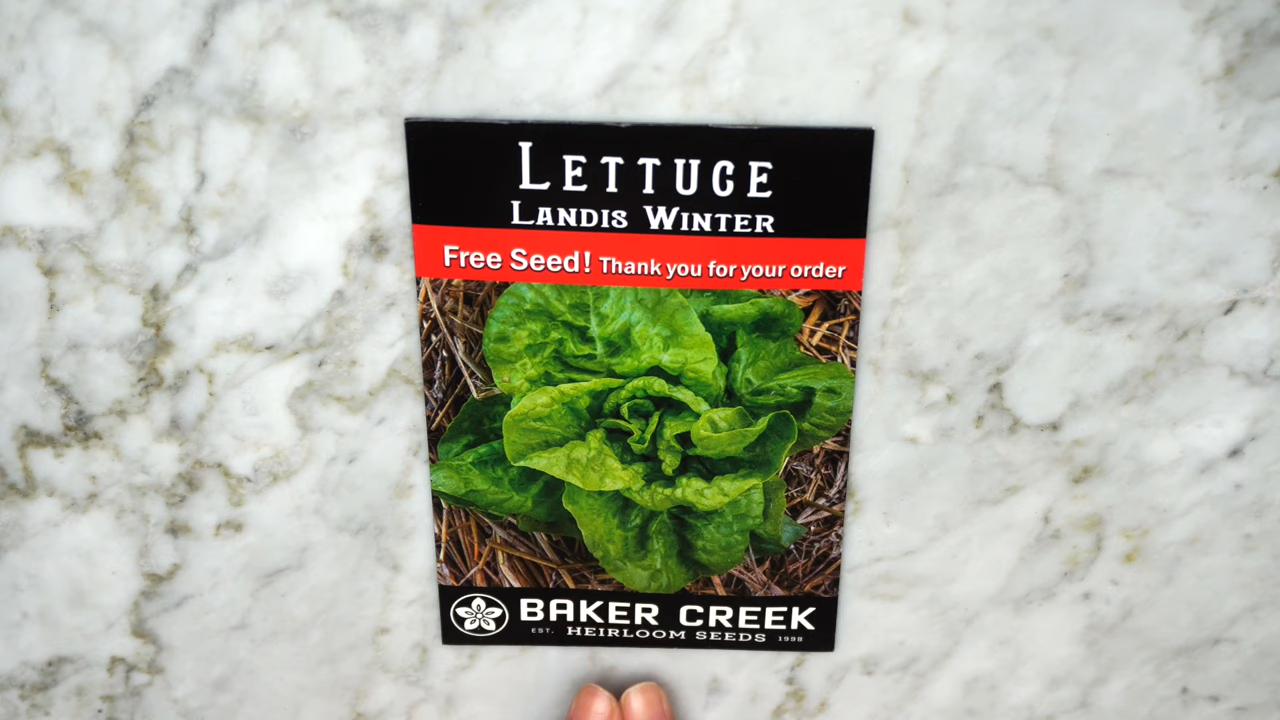 LETTUCE
LANDIS WINTER
Free Seed! Thank you for your order
BAKER CREEK
EST. HEIRLOOM SEEDS 1998